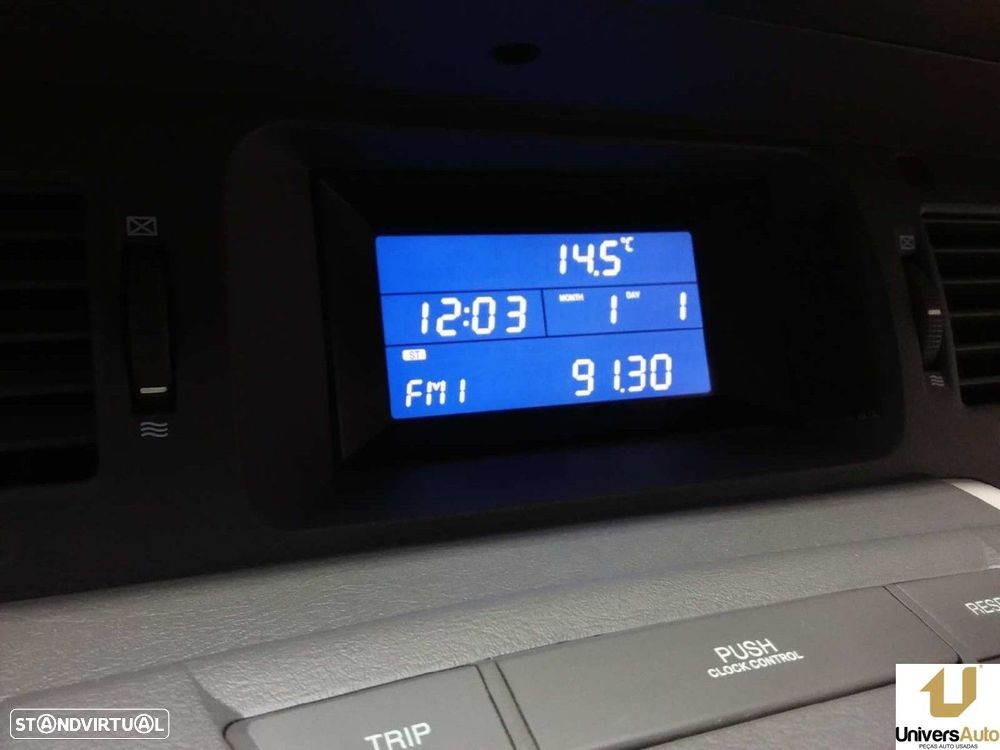 14.5°C
12:03 MONTH 1 DAY 1
ST
FM1 91.30
TRIP
PUSH
CLOCK CONTROL
STANDVIRTUAL
UniversAuto
PEÇAS AUTO USADAS